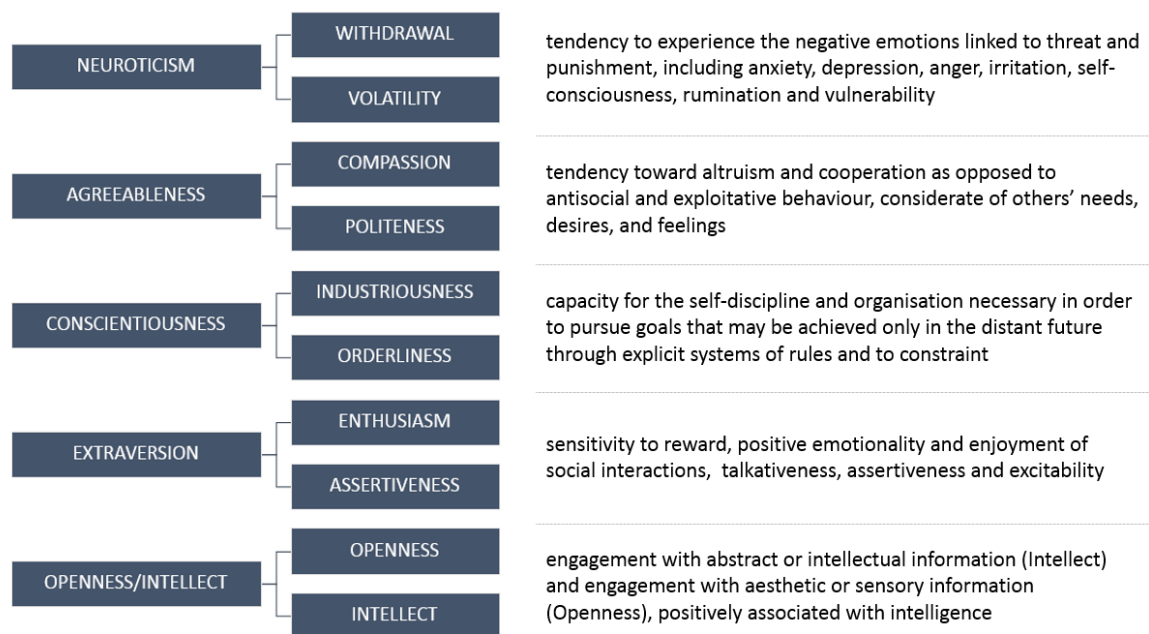 NEUROTICISM
WITHDRAWAL
VOLATILITY
tendency to experience the negative emotions linked to threat and
punishment, including anxiety, depression, anger, irritation, self-
consciousness, rumination and vulnerability
AGREEABLENESS
COMPASSION
POLITENESS
tendency toward altruism and cooperation as opposed to
antisocial and exploitative behaviour, considerate of others’ needs,
desires, and feelings
CONSCIENTIOUSNESS
INDUSTRIOUSNESS
ORDERLINESS
capacity for the self-discipline and organisation necessary in order
to pursue goals that may be achieved only in the distant future
through explicit systems of rules and to constraint
EXTRAVERSION
ENTHUSIASM
ASSERTIVENESS
sensitivity to reward, positive emotionality and enjoyment of
social interactions, talkativeness, assertiveness and excitability
OPENNESS/INTELLECT
OPENNESS
INTELLECT
engagement with abstract or intellectual information (Intellect)
and engagement with aesthetic or sensory information
(Openness), positively associated with intelligence